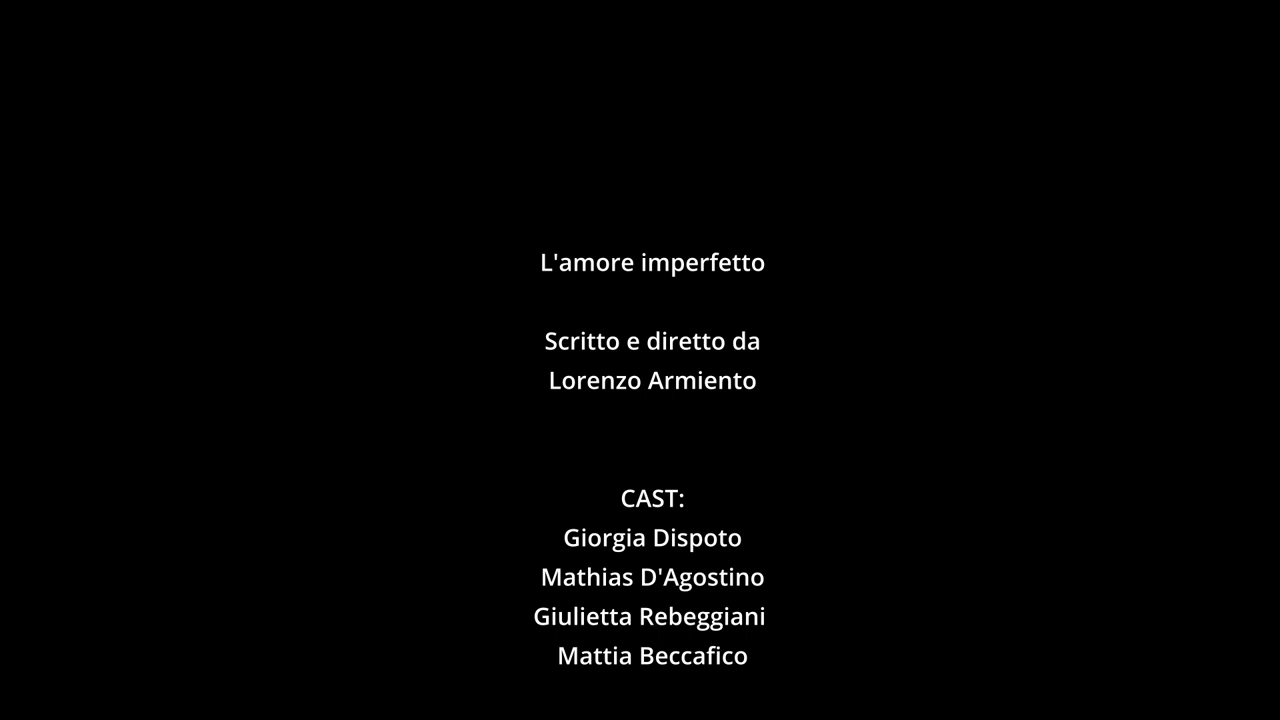 L'amore imperfetto
Scritto e diretto da
Lorenzo Armiento
CAST:
Giorgia Dispoto
Mathias D'Agostino
Giulietta Rebeggiani
Mattia Beccafico